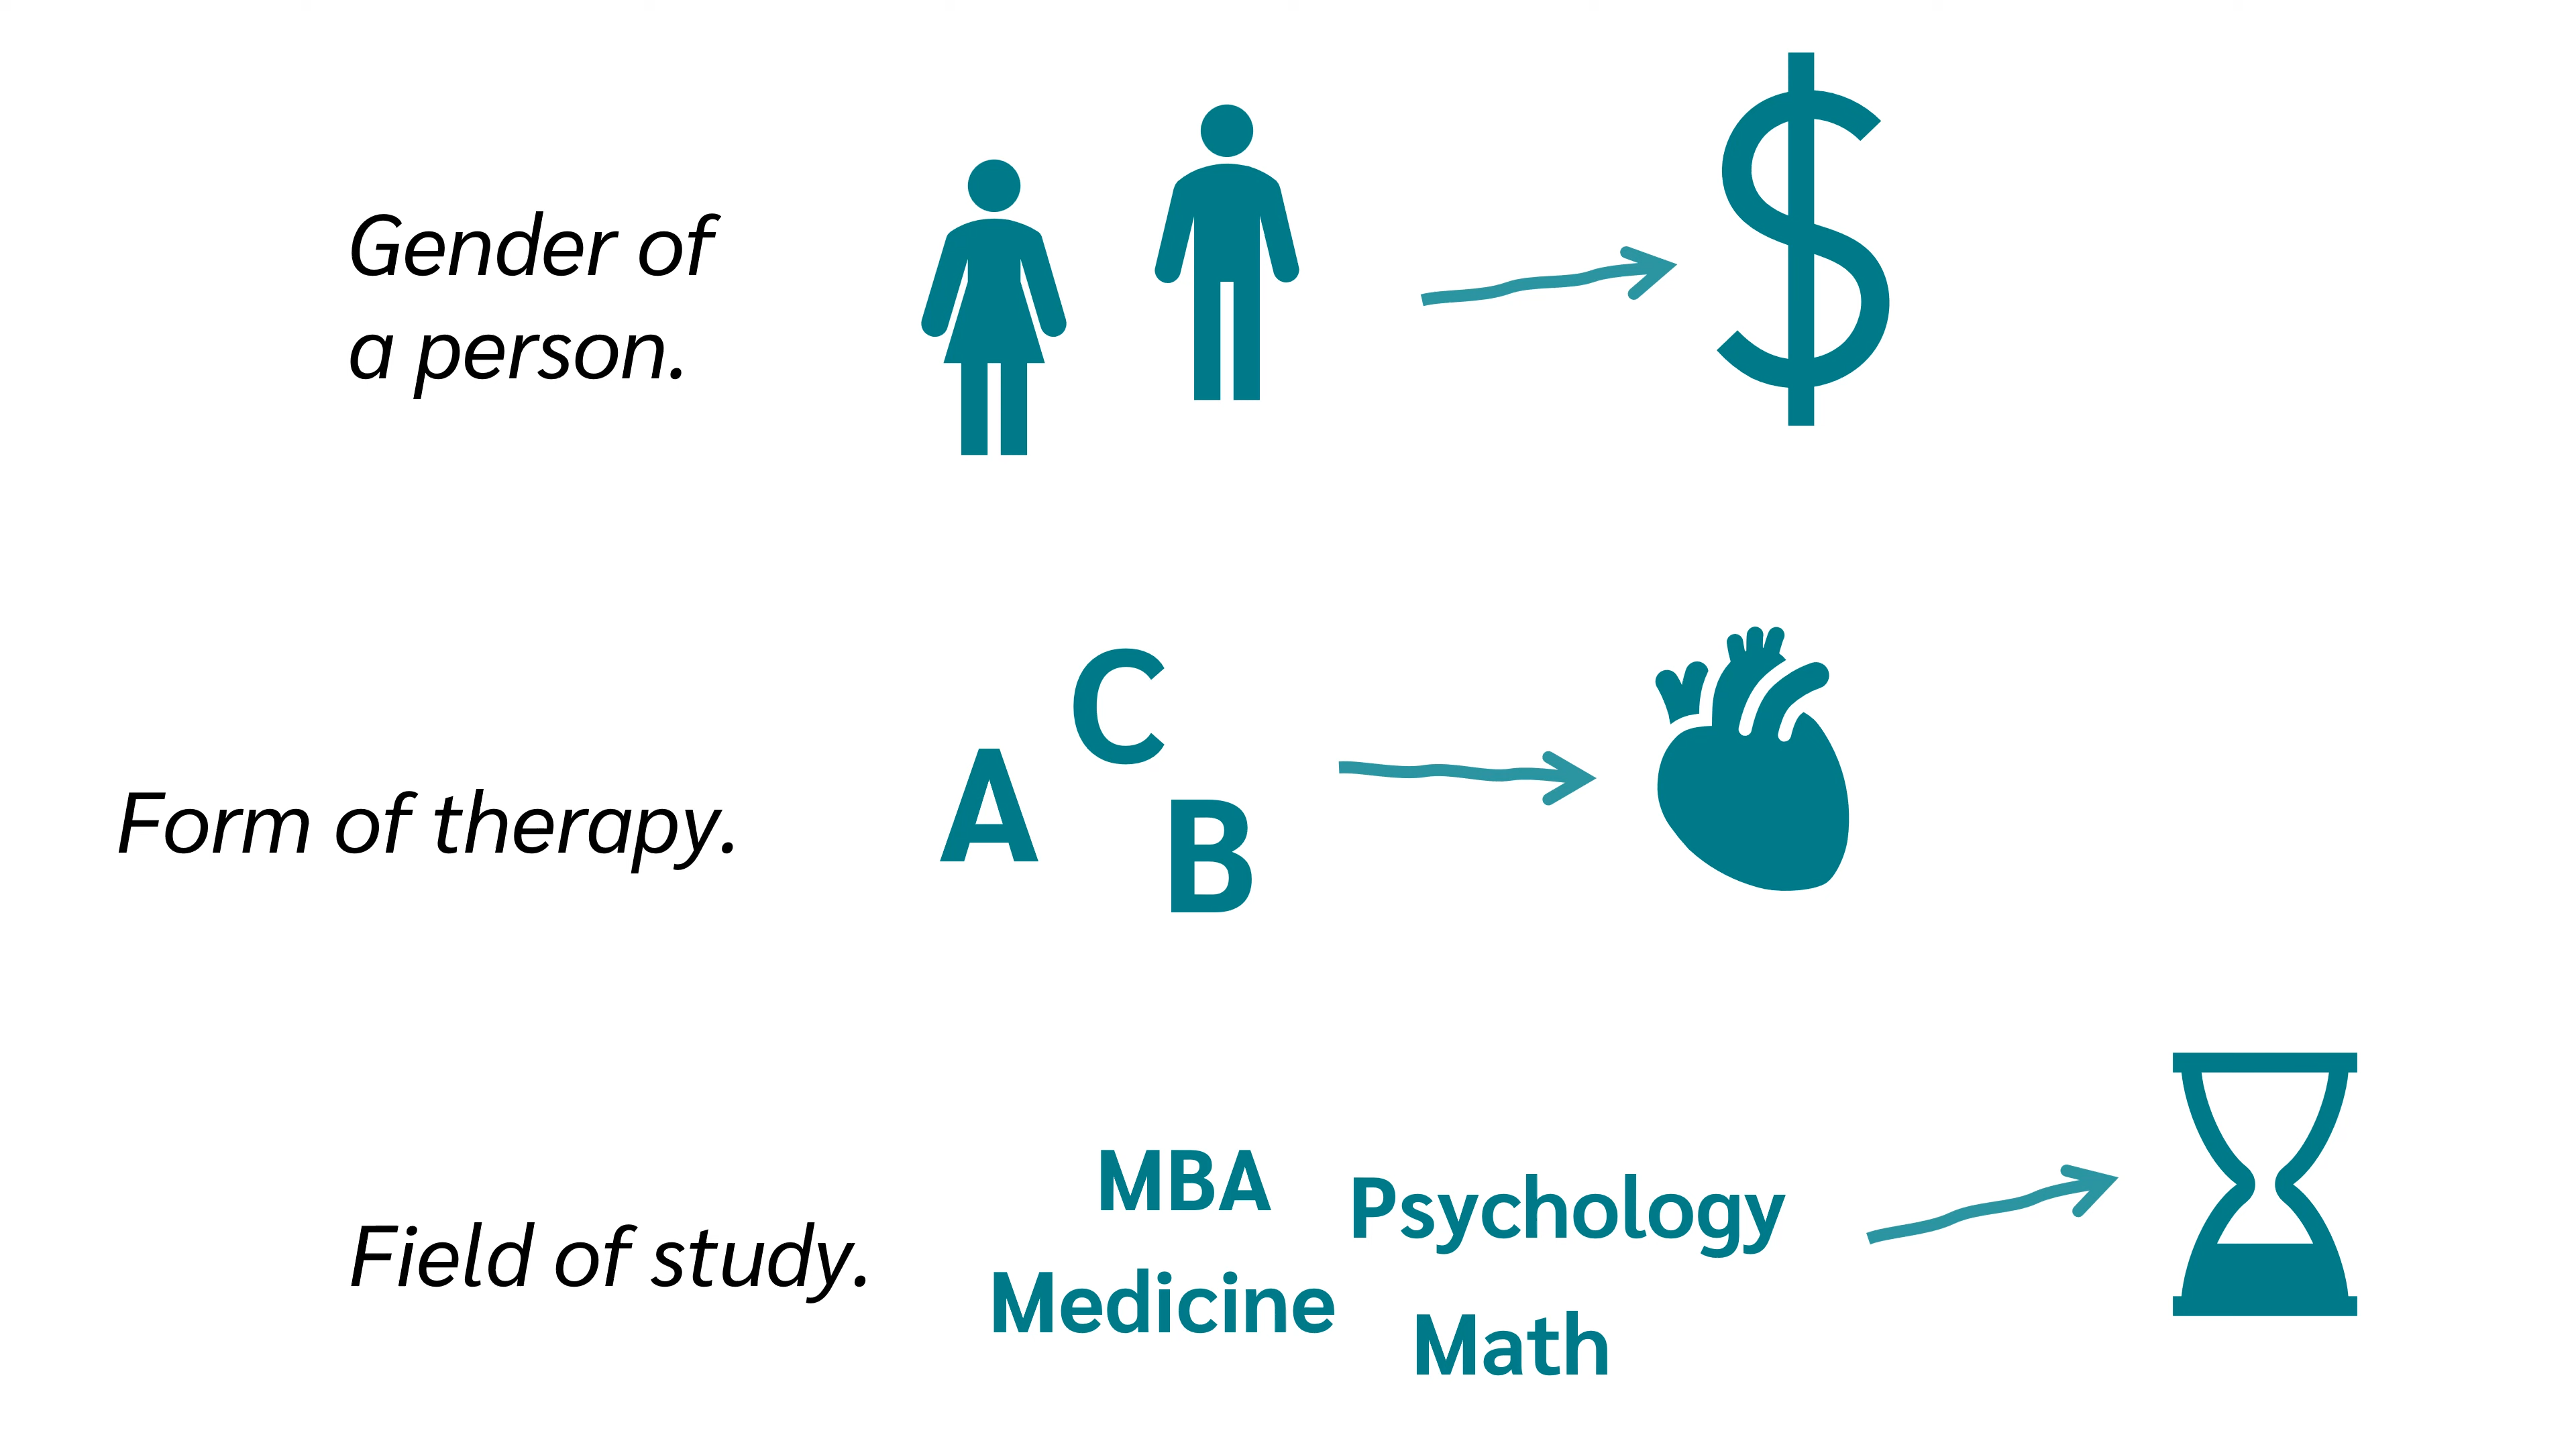 Gender of
a person.
$
C
A
B
Form of therapy.
MBA
Psychology
Field of study.
Medicine
Math